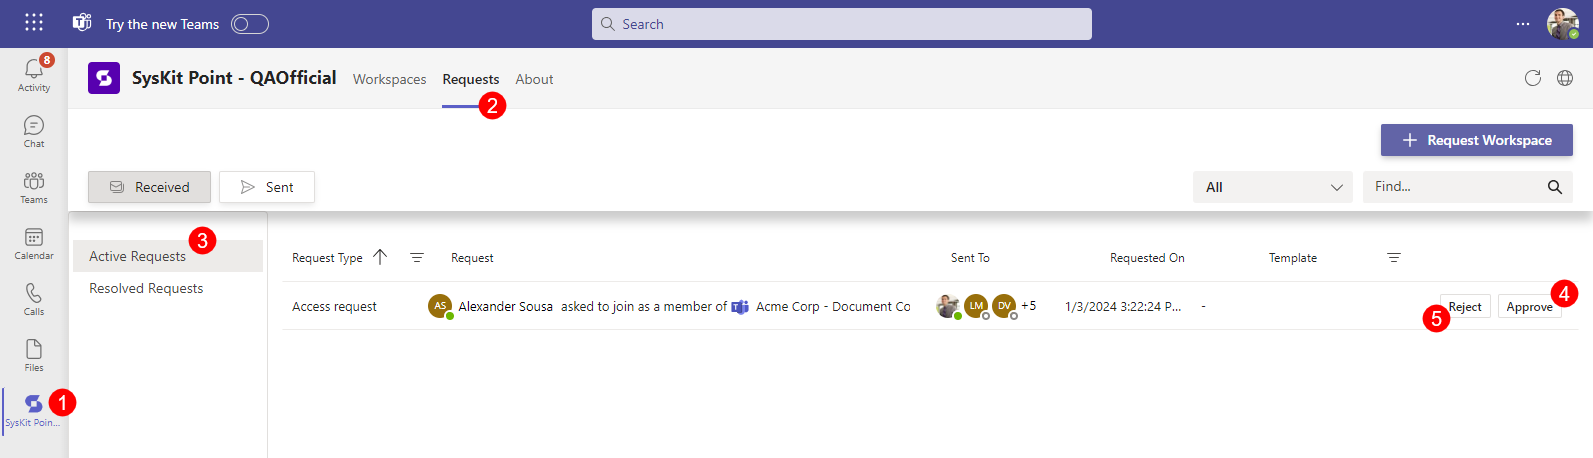 Try the new Teams
Search
8
Activity
Chat
Teams
Calendar
Calls
Files
SysKit Poin...
1
SysKit Point - QAOfficial
Workspaces
Requests
About
2
Request Workspace
Received
Sent
All
Find...
3
Active Requests
Resolved Requests
Request Type
Request
Sent To
Requested On
Template
Access request
AS
Alexander Sousa asked to join as a member of Acme Corp - Document Co
LM
DV
+5
1/3/2024 3:22:24 P...
-
5
Reject
4
Approve